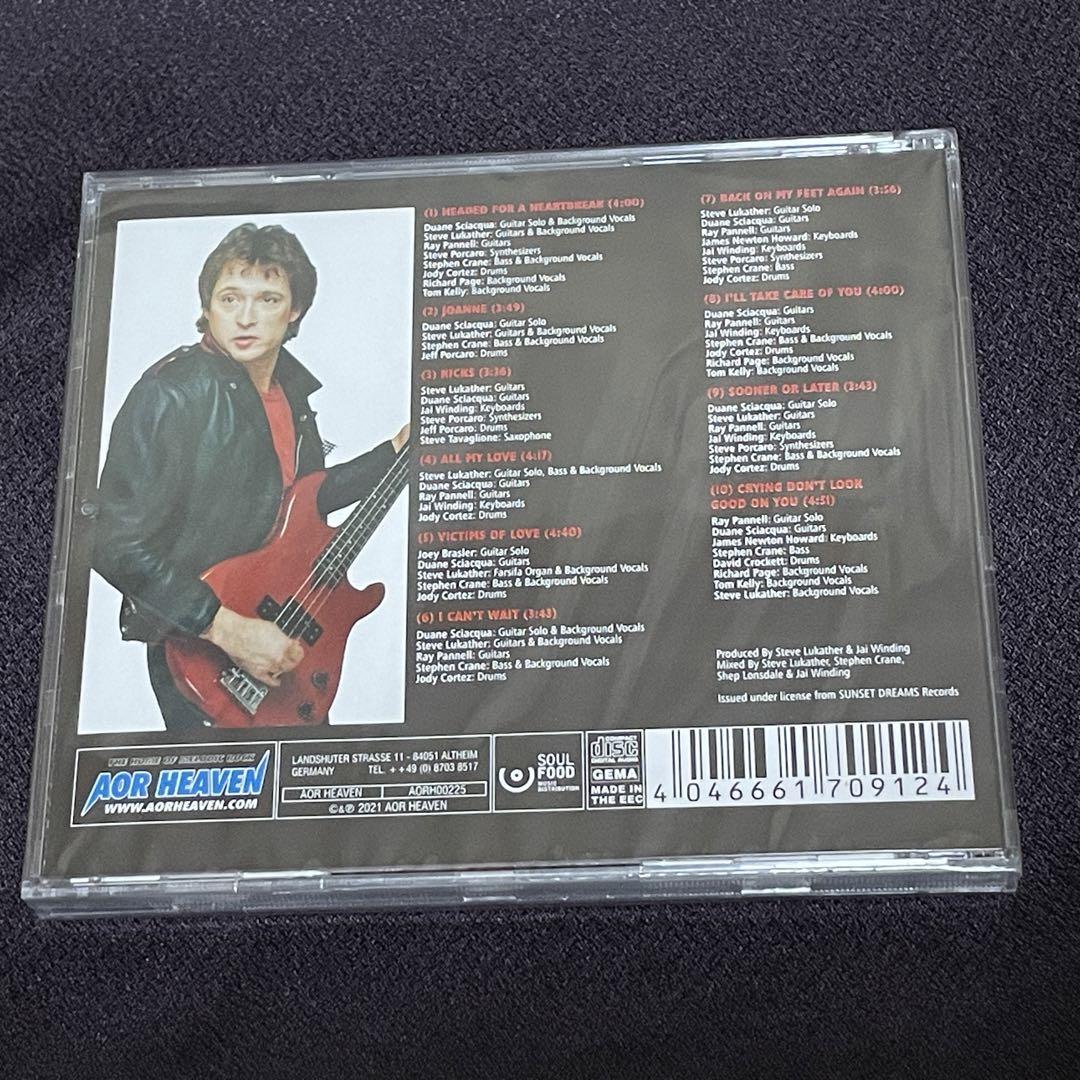 (1) HEADED FOR A HEARTBREAK (4:00)
Duane Sciacqua: Guitar Solo & Background Vocals
Steve Lukather: Guitars & Background Vocals
Ray Pannell: Guitars
Steve Porcaro: Synthesizers
Stephen Crane: Bass & Background Vocals
Jody Cortez: Drums
Richard Page: Background Vocals
Tom Kelly: Background Vocals
(2) JOANNE (3:49)
Duane Sciacqua: Guitar Solo
Steve Lukather: Guitars & Background Vocals
Stephen Crane: Bass & Background Vocals
Jeff Porcaro: Drums
(3) KICKS (3:36)
Steve Lukather: Guitars
Duane Sciacqua: Guitars
Jai Winding: Keyboards
Steve Porcaro: Synthesizers
Jeff Porcaro: Drums
Steve Tavaglione: Saxophone
(4) ALL MY LOVE (4:17)
Steve Lukather: Guitar Solo, Bass & Background Vocals
Duane Sciacqua: Guitars
Ray Pannell: Guitars
Jai Winding: Keyboards
Jody Cortez: Drums
(5) VICTIMS OF LOVE (4:40)
Joey Brasler: Guitar Solo
Duane Sciacqua: Guitars
Steve Lukather: Farsifa Organ & Background Vocals
Stephen Crane: Bass & Background Vocals
Jody Cortez: Drums
(6) I CAN'T WAIT (3:43)
Duane Sciacqua: Guitar Solo & Background Vocals
Steve Lukather: Guitars & Background Vocals
Ray Pannell: Guitars
Stephen Crane: Bass & Background Vocals
Jody Cortez: Drums
(7) BACK ON MY FEET AGAIN (3:56)
Steve Lukather: Guitar Solo
Duane Sciacqua: Guitars
Ray Pannell: Guitars
James Newton Howard: Keyboards
Jai Winding: Keyboards
Steve Porcaro: Synthesizers
Stephen Crane: Bass
Jody Cortez: Drums
(8) I'LL TAKE CARE OF YOU (4:00)
Duane Sciacqua: Guitars
Ray Pannell: Guitars
Jai Winding: Keyboards
Stephen Crane: Bass & Background Vocals
Jody Cortez: Drums
Richard Page: Background Vocals
Tom Kelly: Background Vocals
(9) SOONER OR LATER (3:43)
Duane Sciacqua: Guitar Solo
Steve Lukather: Guitars
Ray Pannell: Guitars
Jai Winding: Keyboards
Steve Porcaro: Synthesizers
Stephen Crane: Bass & Background Vocals
Jody Cortez: Drums
(10) CRYING DON'T LOOK
GOOD ON YOU (4:51)
Ray Pannell: Guitar Solo
Duane Sciacqua: Guitars
James Newton Howard: Keyboards
Stephen Crane: Bass
David Crockett: Drums
Richard Page: Background Vocals
Tom Kelly: Background Vocals
Steve Lukather: Background Vocals
Produced By Steve Lukather & Jai Winding
Mixed By Steve Lukather, Stephen Crane,
Shep Lonsdale & Jai Winding
Issued under license from SUNSET DREAMS Records
THE HOME OF MELODIC ROCK
AOR HEAVEN
WWW.AORHEAVEN.COM
LANDSHUTER STRASSE 11 - 84051 ALTHEIM
GERMANY TEL. ++49 (0) 8703 8517
AOR HEAVEN AORH00225
©&℗ 2021 AOR HEAVEN
SOUL
FOOD
MUSIC
DISTRIBUTION
COMPACT
disc
DIGITAL AUDIO
GEMA
MADE IN
THE EEC
4 046661 709124